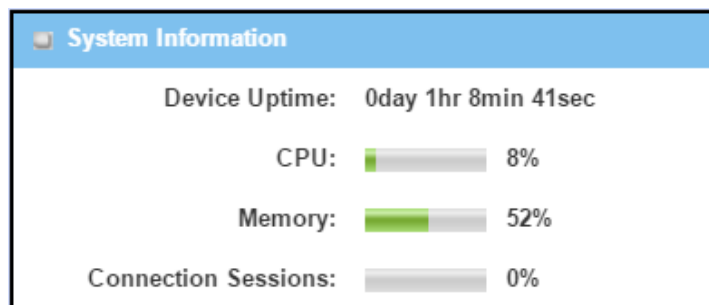 System Information
Device Uptime: 0day 1hr 8min 41sec
CPU: 8%
Memory: 52%
Connection Sessions: 0%